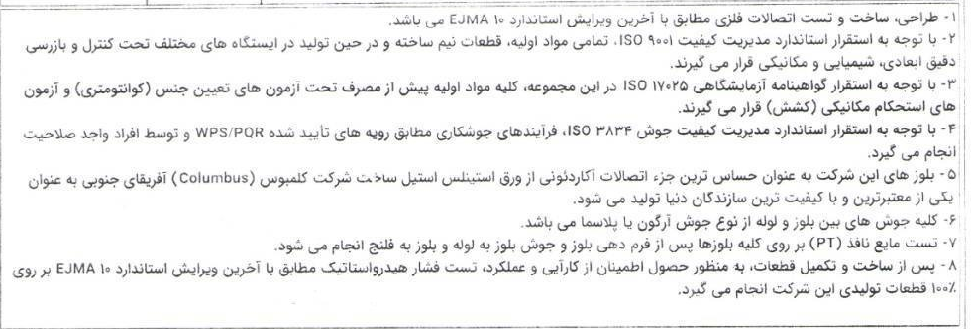 ۱- طراحی، ساخت و تست اتصالات فلزی مطابق با آخرین ویرایش استاندارد EJMA ۱۰ می باشد.
۲- با توجه به استقرار استاندارد مدیریت کیفیت ISO ۹۰۰۱، تمامی مواد اولیه، قطعات نیم ساخته و در حین تولید در ایستگاه های مختلف تحت کنترل و بازرسی
دقیق ابعادی، شیمیایی و مکانیکی قرار می گیرند.
۳- با توجه به استقرار گواهینامه آزمایشگاهی ISO ۱۷۰۲۵ در این مجموعه، کلیه مواد اولیه پیش از مصرف تحت آزمون های تعیین جنس (کوانتومتری) و آزمون
های استحکام مکانیکی (کشش) قرار می گیرند.
۴- با توجه به استقرار استاندارد مدیریت کیفیت جوش ISO ۳۸۳۴، فرآیندهای جوشکاری مطابق رویه های تأیید شده WPS/PQR و توسط افراد واجد صلاحیت
انجام می گیرد.
۵- بلوز های این شرکت به عنوان حساس ترین جزء اتصالات آکاردئونی از ورق استینلس استیل ساخت شرکت کلمبوس (Columbus) آفریقای جنوبی به عنوان
یکی از معتبرترین و با کیفیت ترین سازندگان دنیا تولید می شود.
۶- کلیه جوش های بین بلوز و لوله از نوع جوش آرگون یا پلاسما می باشد.
۷- تست مایع نافذ (PT) بر روی کلیه بلوزها پس از فرم دهی بلوز و جوش بلوز به لوله و بلوز به فلنج انجام می شود.
۸- پس از ساخت و تکمیل قطعات، به منظور حصول اطمینان از کارآیی و عملکرد، تست فشار هیدرواستاتیک مطابق با آخرین ویرایش استاندارد EJMA ۱۰ بر روی
۱۰۰٪ قطعات تولیدی این شرکت انجام می گیرد.